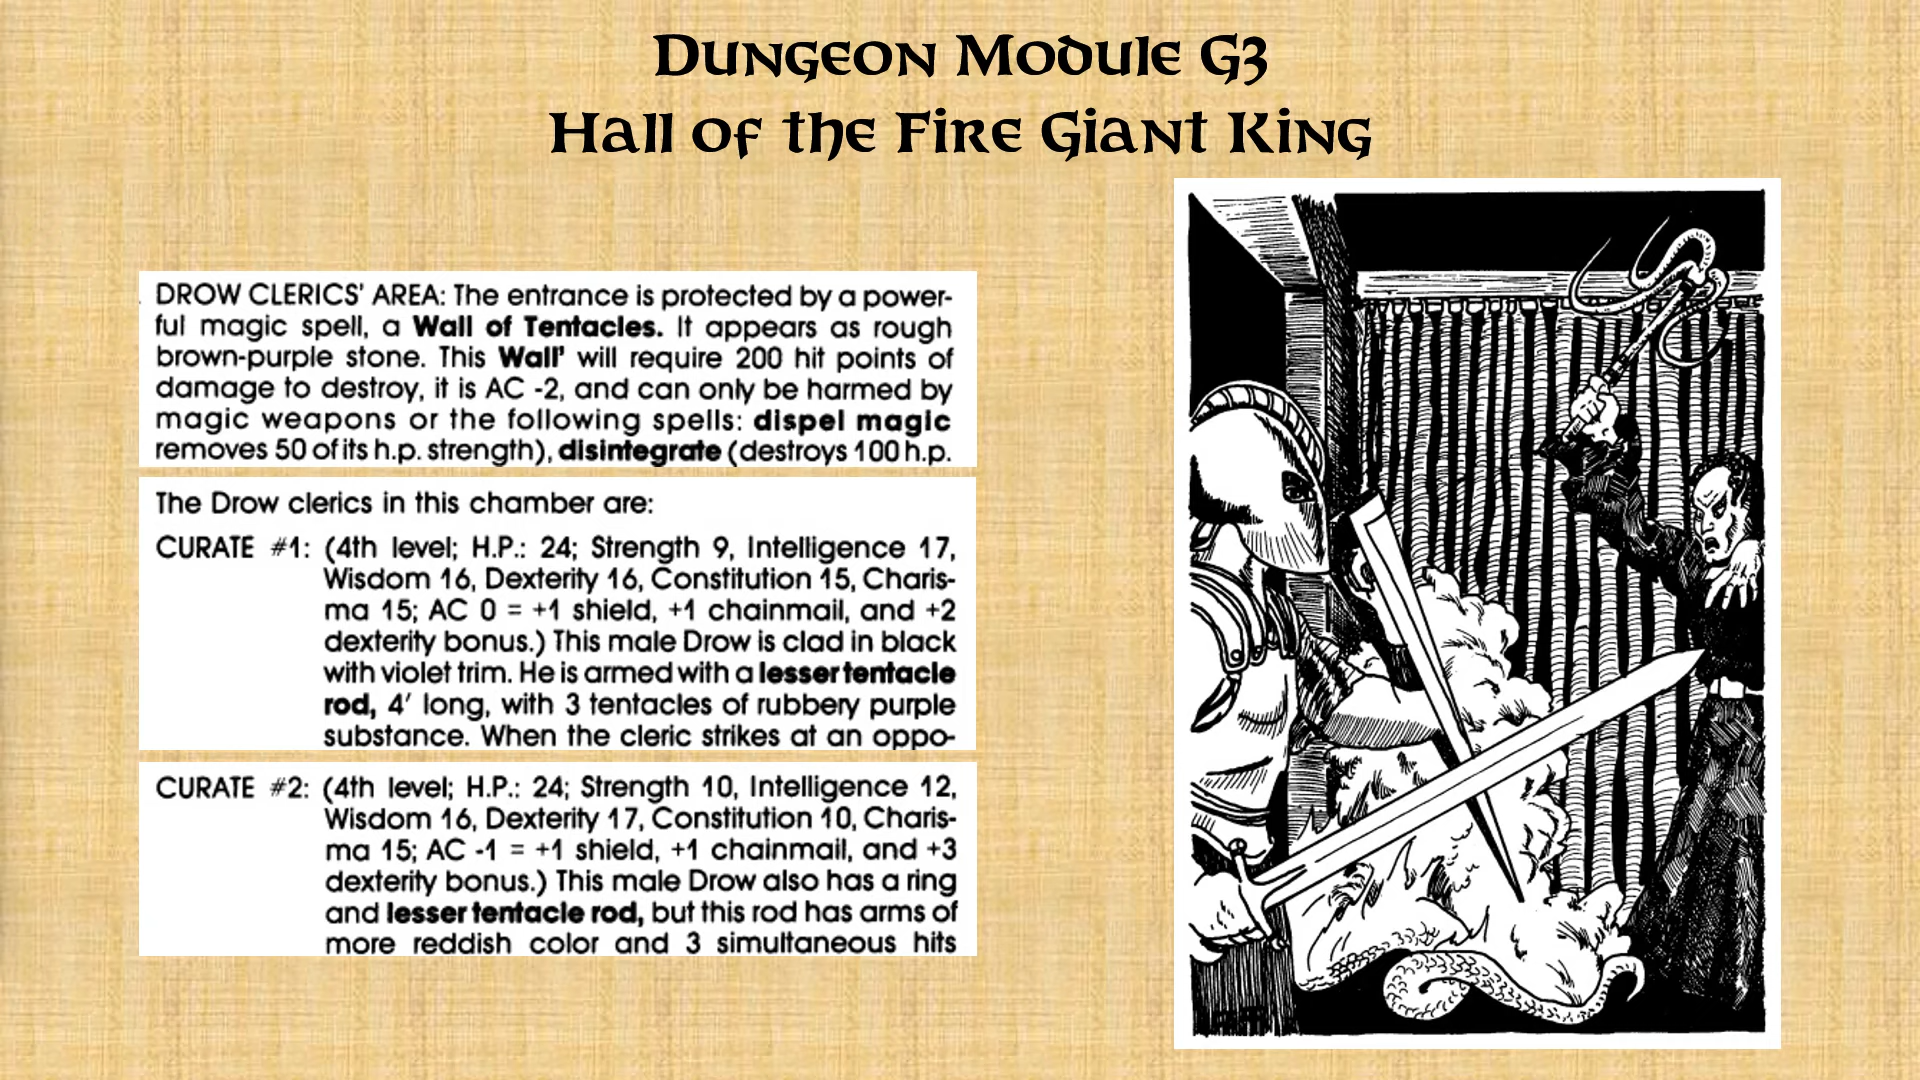 Dungeon Module G3
Hall of the Fire Giant King
DROW CLERICS' AREA: The entrance is protected by a power-
ful magic spell, a Wall of Tentacles. It appears as rough
brown-purple stone. This Wall' will require 200 hit points of
damage to destroy, it is AC -2, and can only be harmed by
magic weapons or the following spells: dispel magic
removes 50 of its h.p. strength), disintegrate (destroys 100 h.p.
The Drow clerics in this chamber are:
CURATE #1: (4th level; H.P.: 24; Strength 9, Intelligence 17,
Wisdom 16, Dexterity 16, Constitution 15, Charis-
ma 15; AC 0 = +1 shield, +1 chainmail, and +2
dexterity bonus.) This male Drow is clad in black
with violet trim. He is armed with a lesser tentacle
rod, 4' long, with 3 tentacles of rubbery purple
substance. When the cleric strikes at an oppo-
CURATE #2: (4th level; H.P.: 24; Strength 10, Intelligence 12,
Wisdom 16, Dexterity 17, Constitution 10, Charis-
ma 15; AC -1 = +1 shield, +1 chainmail, and +3
dexterity bonus.) This male Drow also has a ring
and lesser tentacle rod, but this rod has arms of
more reddish color and 3 simultaneous hits